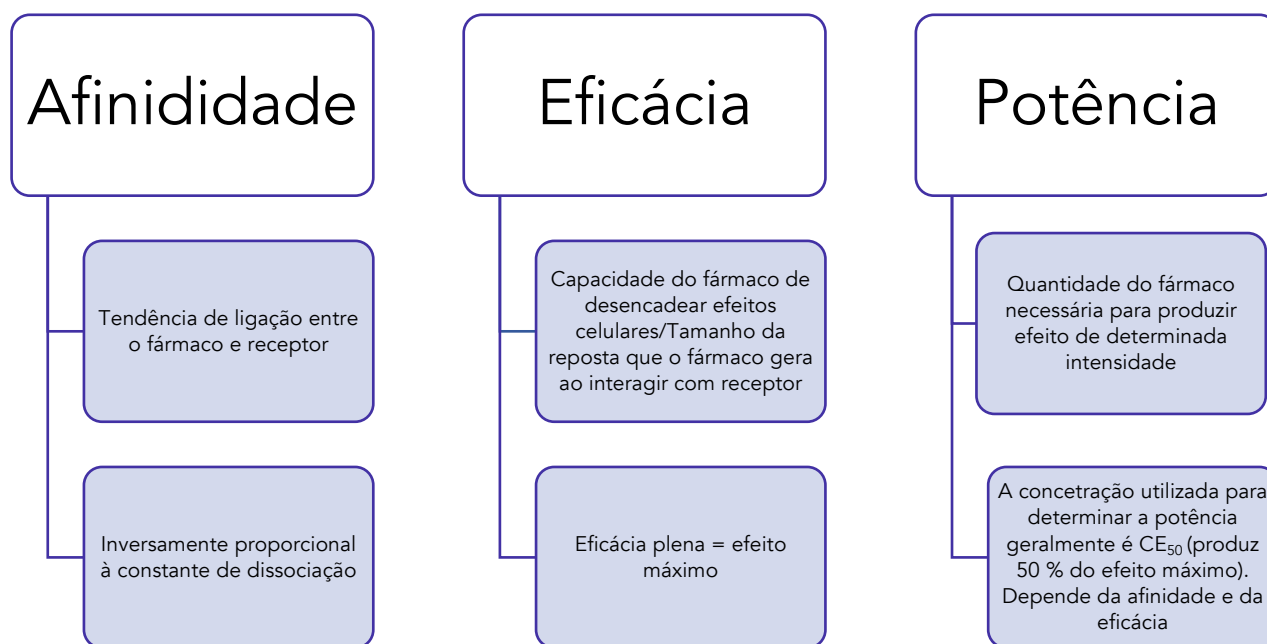 Afinididade
Tendência de ligação entre
o fármaco e receptor
Inversamente proporcional
à constante de dissociação
Eficácia
Capacidade do fármaco de
desencadear efeitos
celulares/Tamanho da
reposta que o fármaco gera
ao interagir com receptor
Eficácia plena = efeito
máximo
Potência
Quantidade do fármaco
necessária para produzir
efeito de determinada
intensidade
A concetração utilizada para
determinar a potência
geralmente é CE₅₀ (produz
50 % do efeito máximo).
Depende da afinidade e da
eficácia